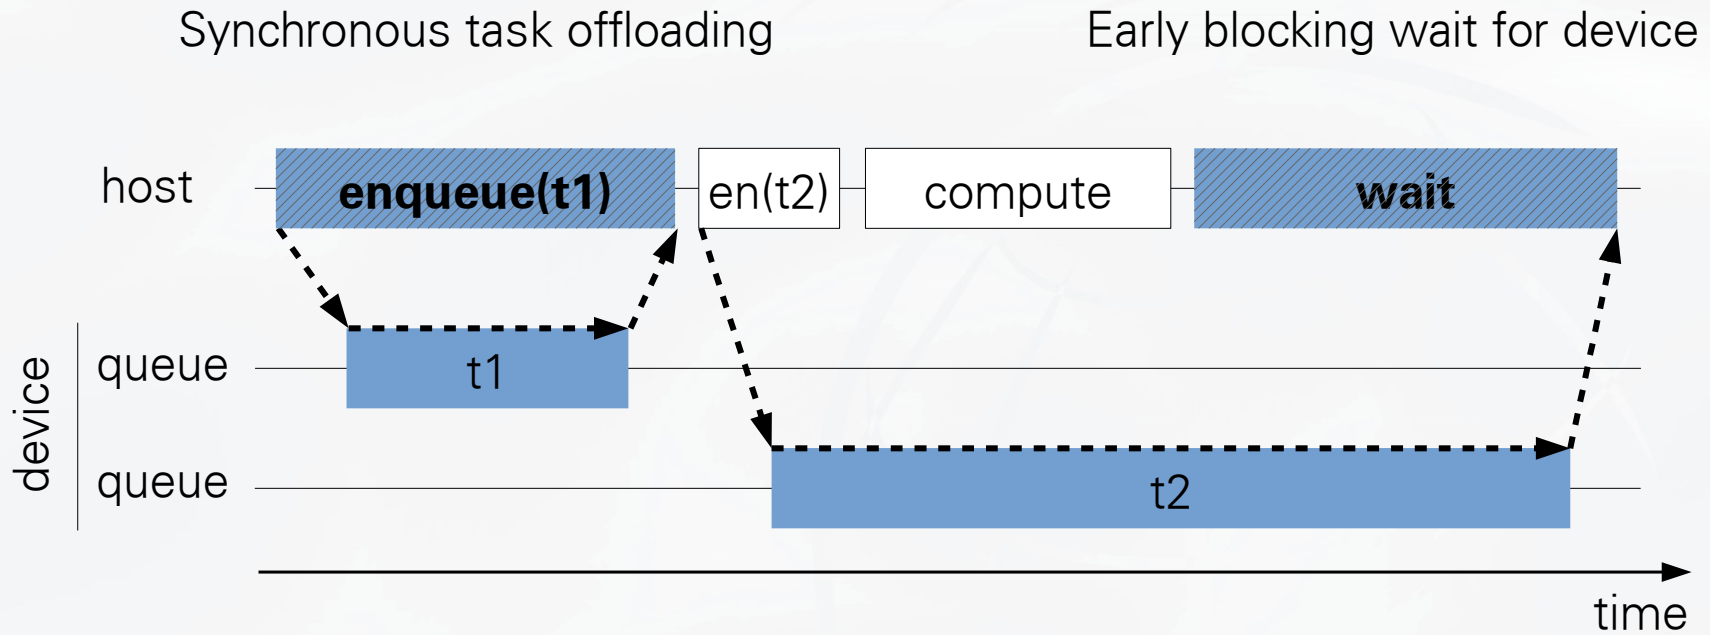 Synchronous task offloading
Early blocking wait for device
host
enqueue(t1)
en(t2)
compute
wait
device
queue
t1
queue
t2
time